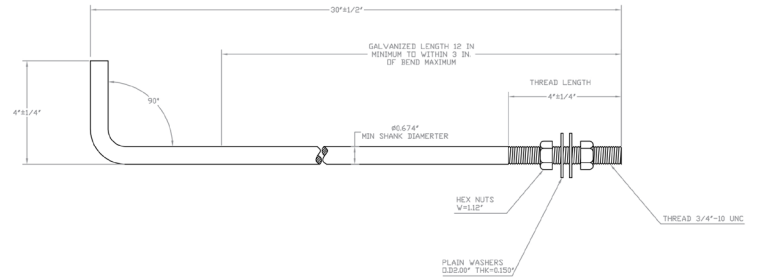 30"±1/2"
GALVANIZED LENGTH 12 IN
MINIMUM TO WITHIN 3 IN.
OF BEND MAXIMUM
THREAD LENGTH
4"±1/4"
90°
4"±1/4"
Ø0.674"
MIN SHANK DIAMERTER
HEX NUTS
W=1.12"
THREAD 3/4"-10 UNC
PLAIN WASHERS
O.D2.00" THK=0.150"